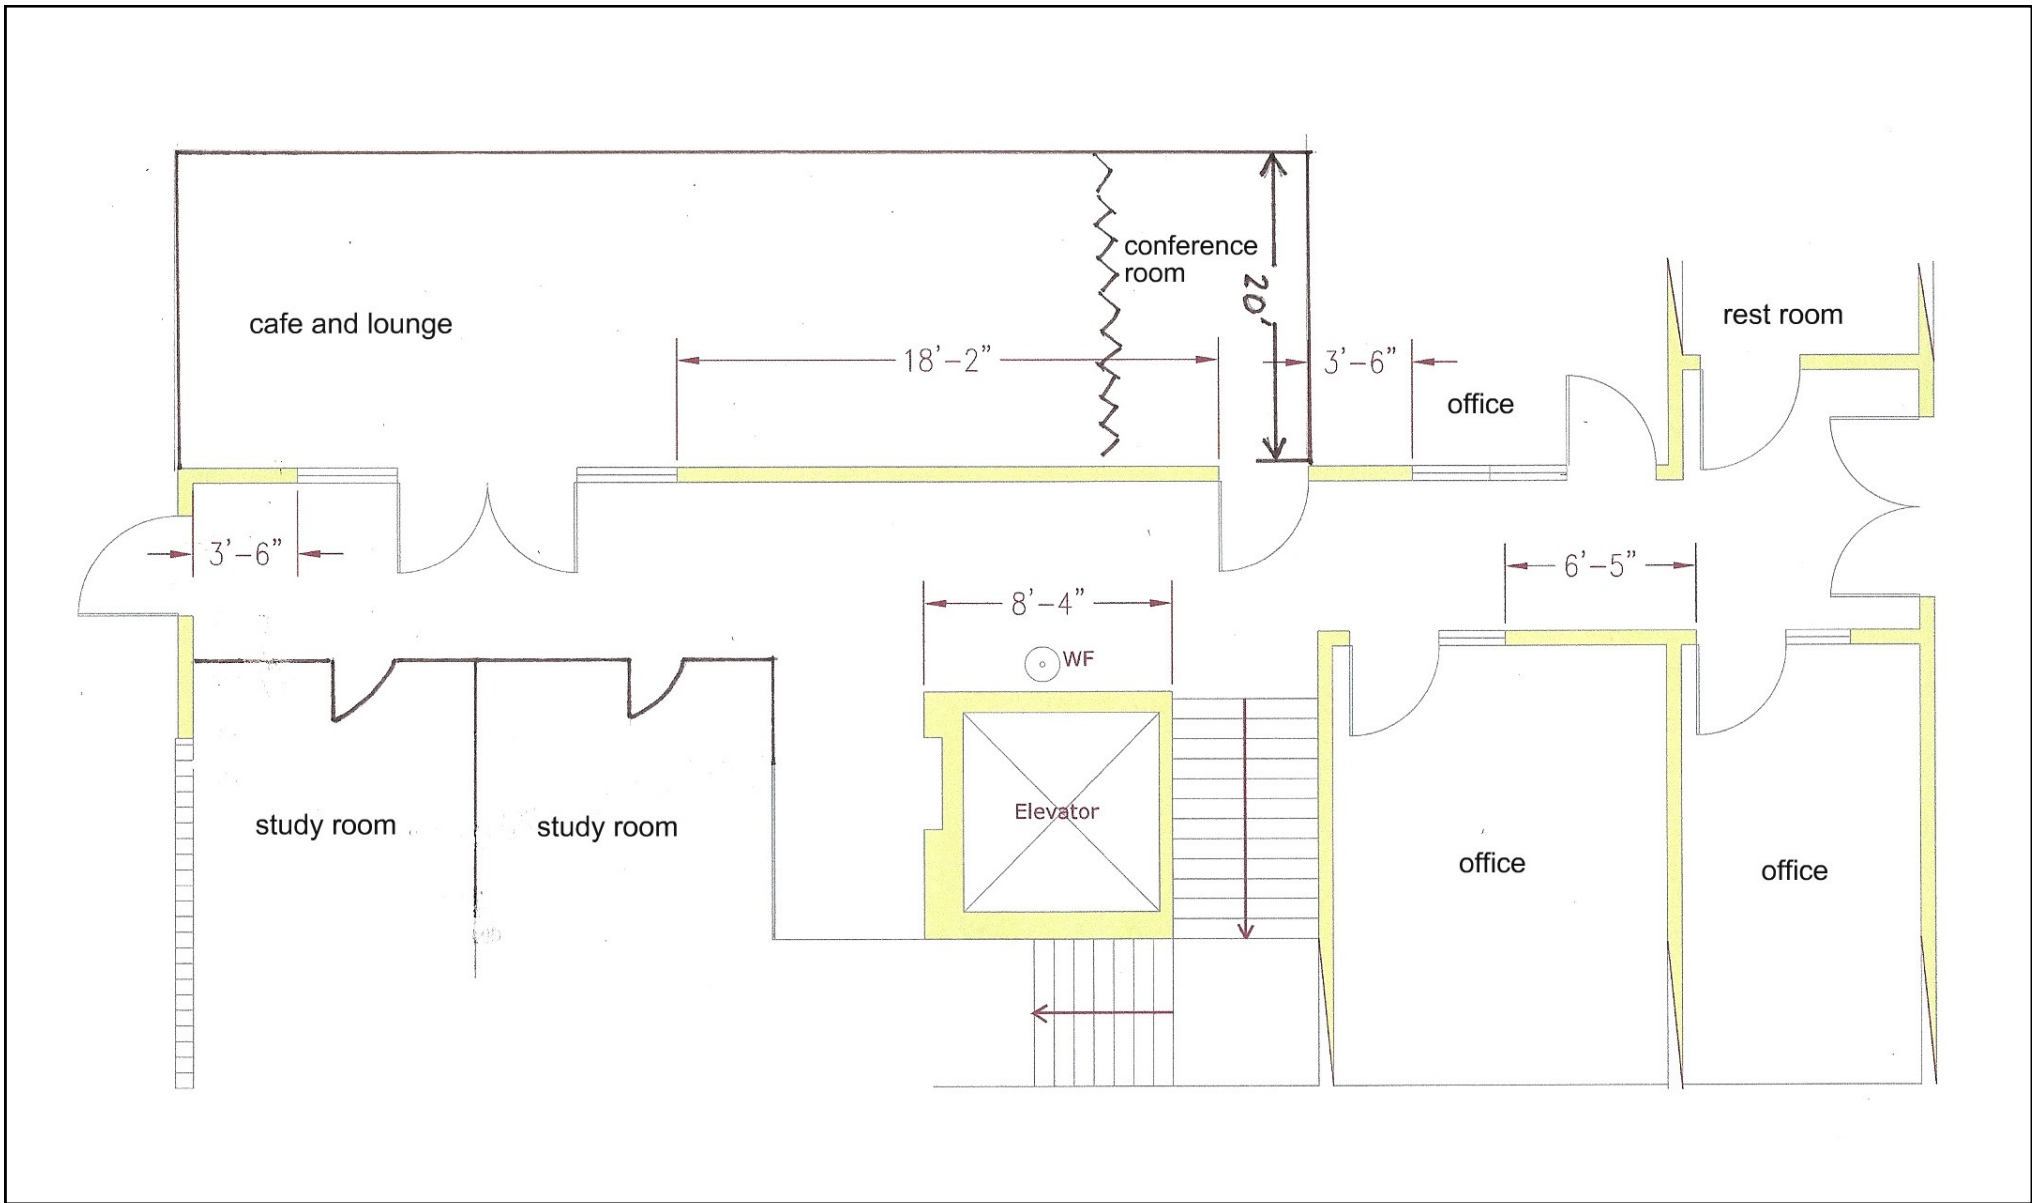 conference
room
20'
cafe and lounge
rest room
18'-2"
3'-6"
office
3'-6"
6'-5"
8'-4"
WF
Elevator
study room
study room
office
office